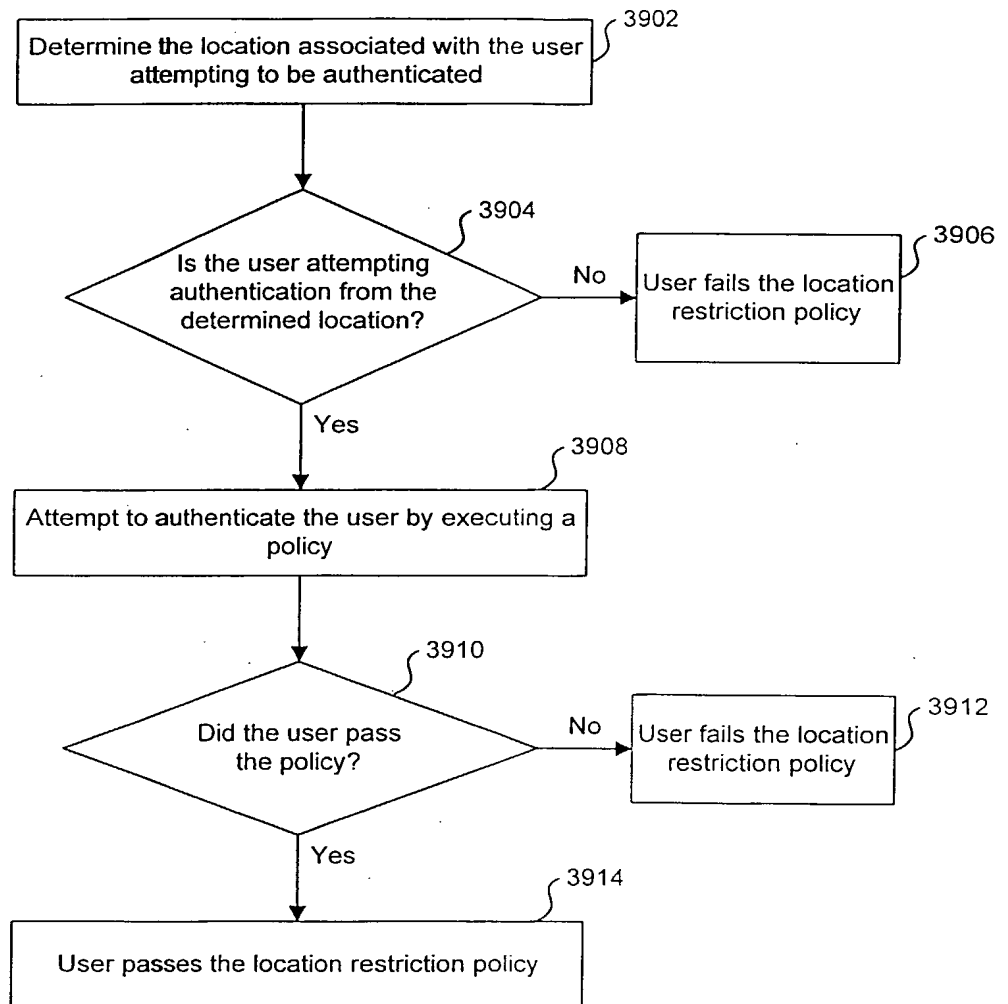 3902
Determine the location associated with the user
attempting to be authenticated
3904
Is the user attempting
authentication from the
determined location?
No
3906
User fails the location
restriction policy
Yes
3908
Attempt to authenticate the user by executing a
policy
3910
Did the user pass
the policy?
No
3912
User fails the location
restriction policy
Yes
3914
User passes the location restriction policy